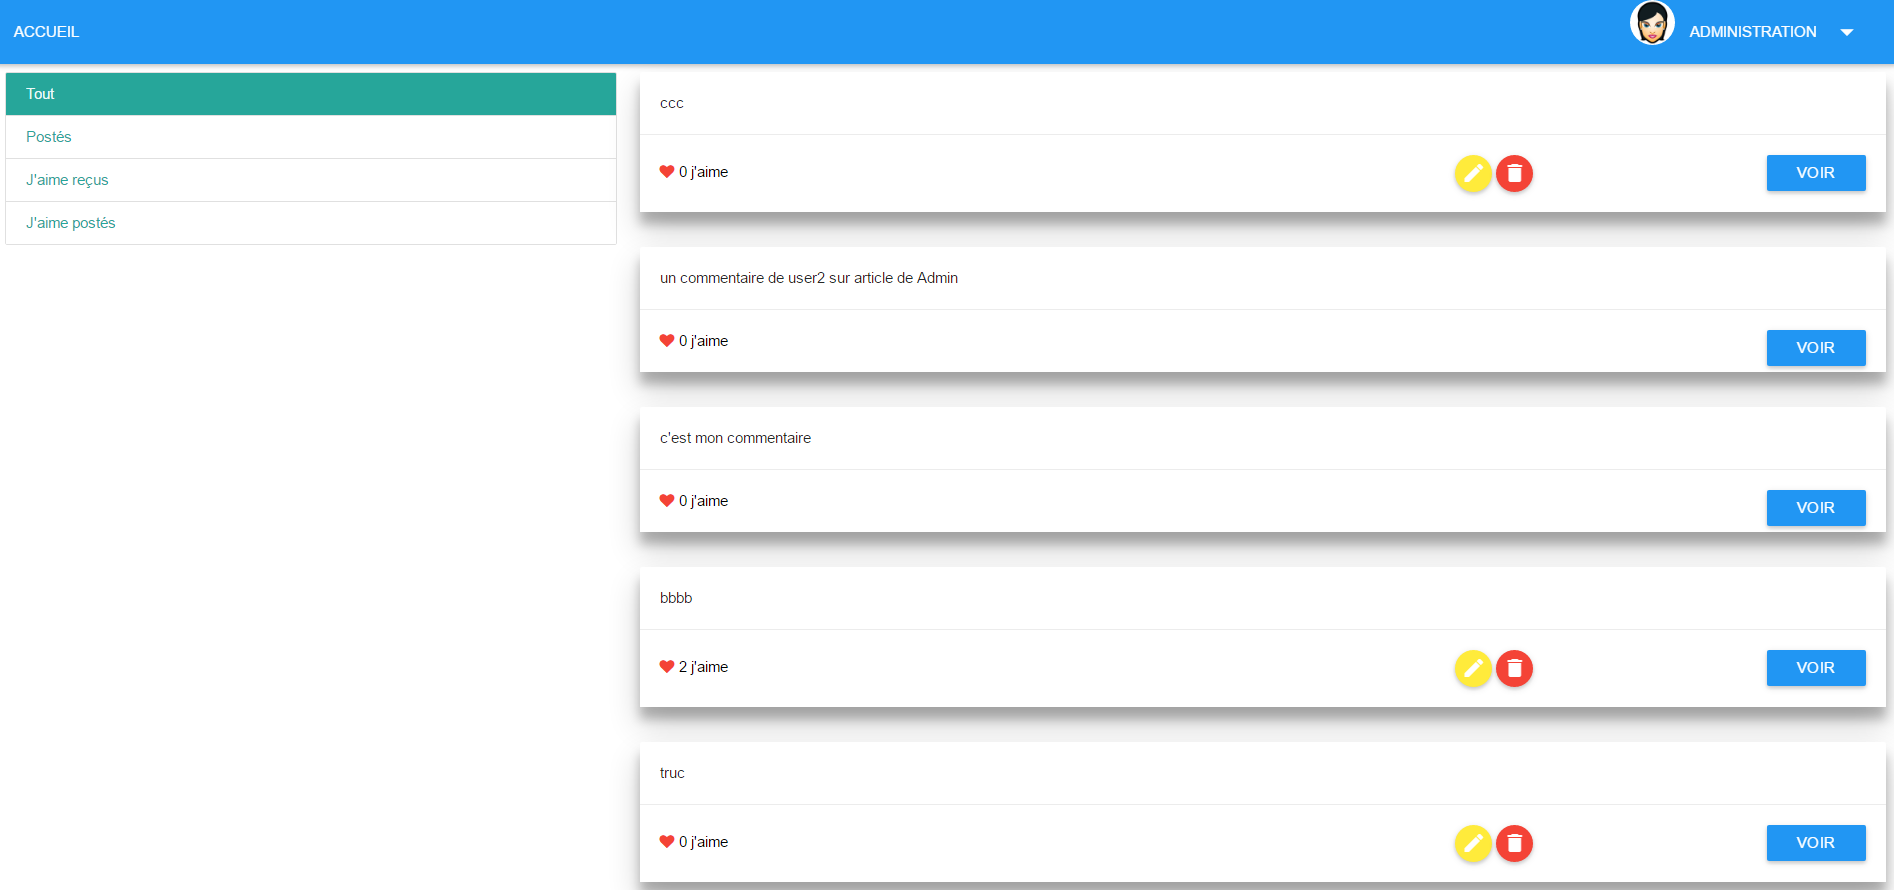 ACCUEIL
ADMINISTRATION
Tout
Postés
J'aime reçus
J'aime postés
ccc
0 j'aime
VOIR
un commentaire de user2 sur article de Admin
0 j'aime
VOIR
c'est mon commentaire
0 j'aime
VOIR
bbbb
2 j'aime
VOIR
truc
0 j'aime
VOIR